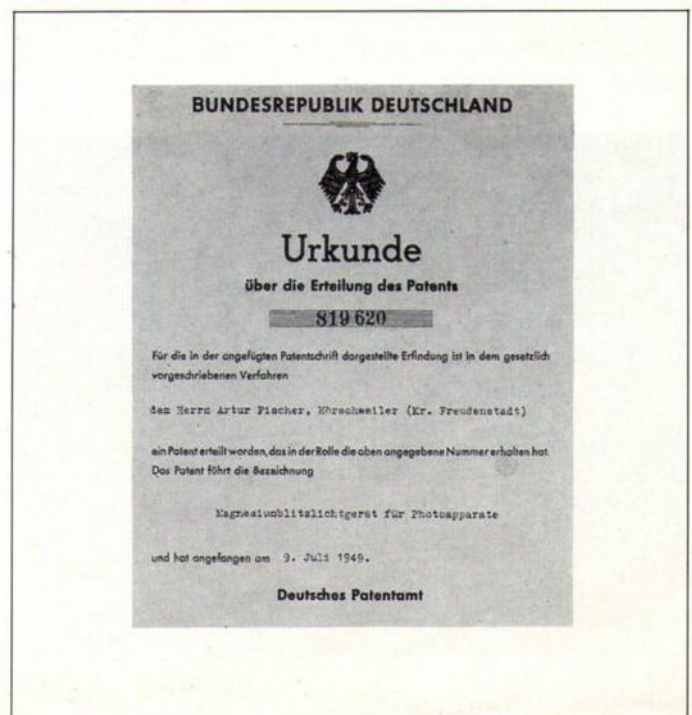 BUNDESREPUBLIK DEUTSCHLAND
Urkunde
über die Erteilung des Patents
819 620
Für die in der angefügten Patentschrift dargestellte Erfindung ist in dem gesetzlich
vorgeschriebenen Verfahren
dem Herrn Artur Fischer, Hörschweiler (Kr. Freudenstadt)
ein Patent erteilt worden, das in der Rolle die oben angegebene Nummer erhalten hat.
Das Patent führt die Bezeichnung
Magnesiumblitzlichtgerät für Photoapparate
und hat angefangen am 9. Juli 1949.
Deutsches Patentamt